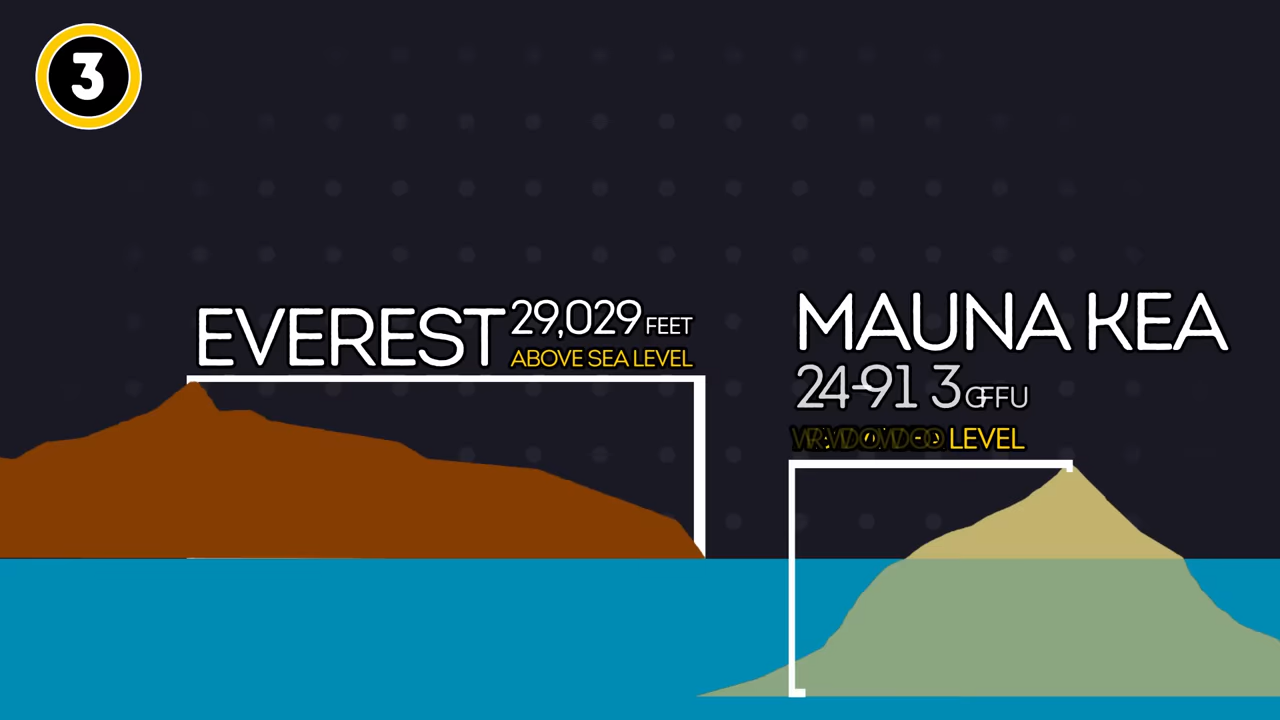 3
EVEREST
29,029 FEET
ABOVE SEA LEVEL
MAUNA KEA
LEVEL